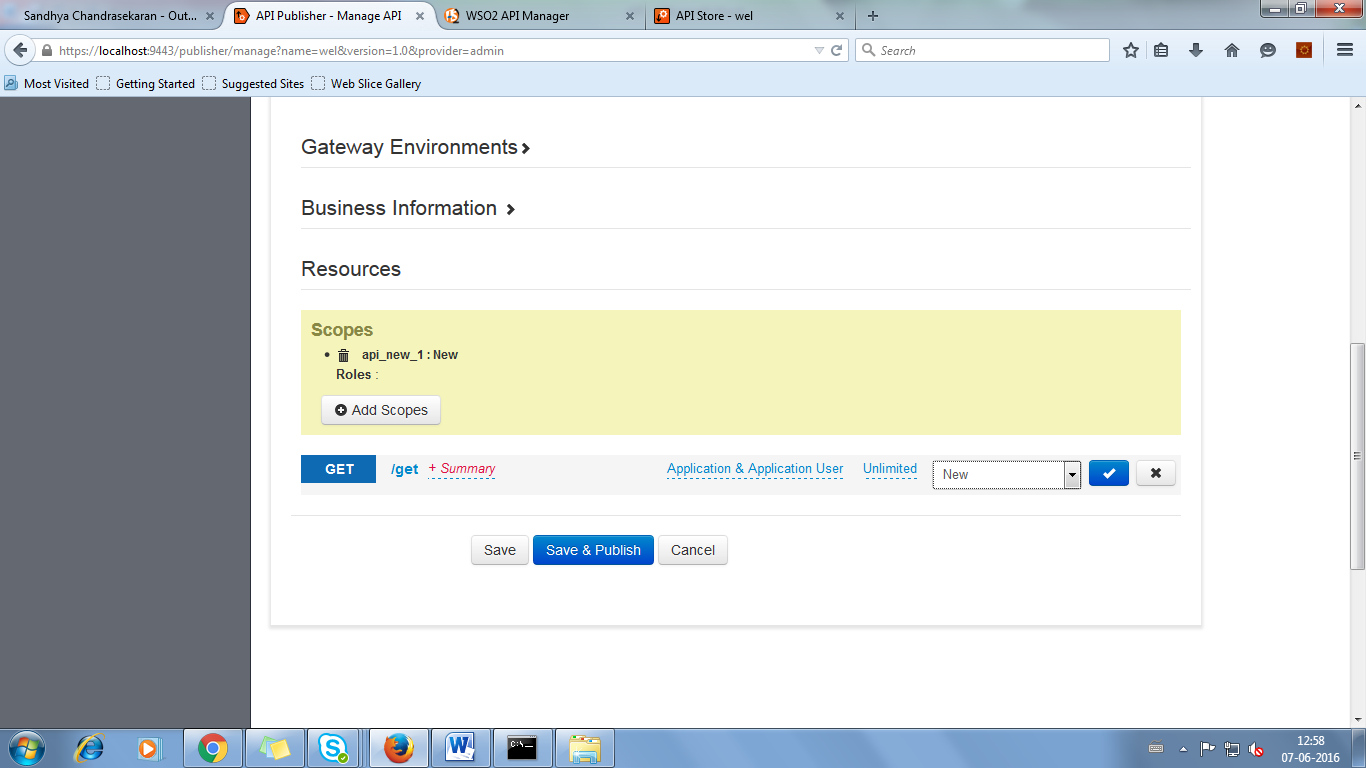 Sandhya Chandrasekaran - Out...
API Publisher - Manage API
WSO2 API Manager
API Store - wel
https://localhost:9443/publisher/manage?name=wel&version=1.0&provider=admin
Search
Most Visited
Getting Started
Suggested Sites
Web Slice Gallery
Gateway Environments
Business Information
Resources
Scopes
api_new_1 : New
Roles :
Add Scopes
GET /get + Summary Application & Application User Unlimited New
Save Save & Publish Cancel
12:58
07-06-2016